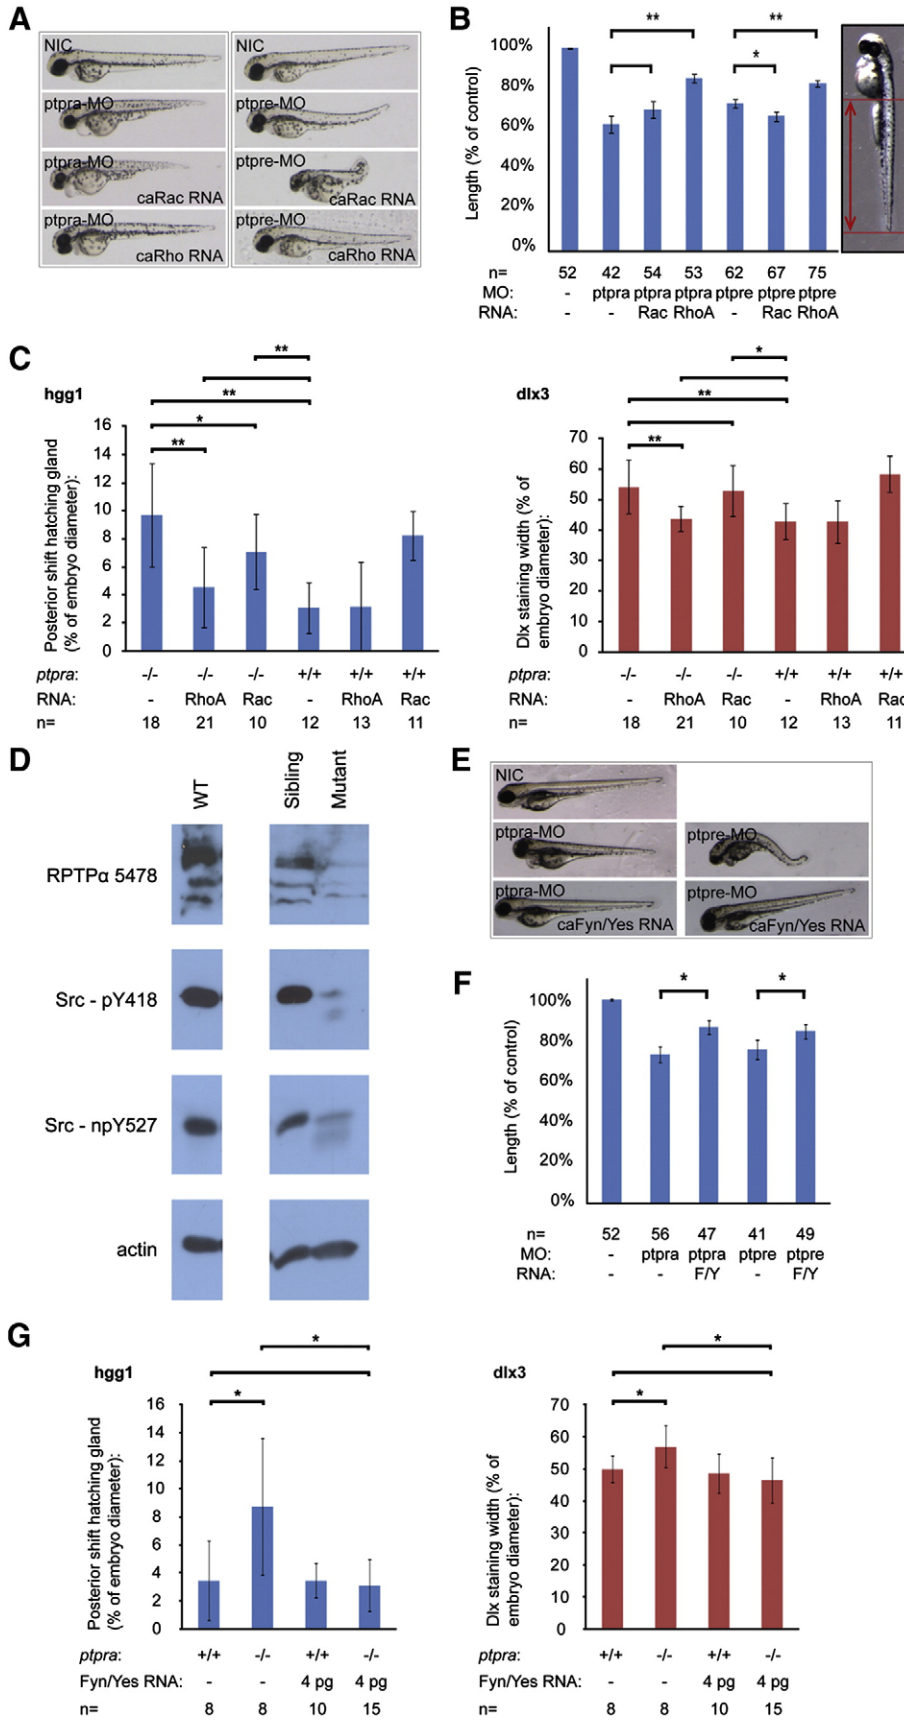 A
NIC
NIC
ptpra-MO
ptpre-MO
ptpra-MO
caRac RNA
ptpre-MO
caRac RNA
ptpra-MO
caRho RNA
ptpre-MO
caRho RNA
B
** **
*
Length (% of control)
100%
80%
60%
40%
20%
0%
n= 52 42 54 53 62 67 75
MO: - ptpra ptpra ptpra ptpre ptpre ptpre
RNA: - - Rac RhoA - Rac RhoA
C
hgg1
**
**
*
**
Posterior shift hatching gland
(% of embryo diameter):
16
14
12
10
8
6
4
2
0
ptpra: -/- -/- -/- +/+ +/+ +/+
RNA: - RhoA Rac - RhoA Rac
n= 18 21 10 12 13 11
dlx3
*
**
**
Dlx staining width (% of
embryo diameter):
70
60
50
40
30
20
10
0
ptpra: -/- -/- -/- +/+ +/+ +/+
RNA: - RhoA Rac - RhoA Rac
n= 18 21 10 12 13 11
D
WT
Sibling
Mutant
RPTPα 5478
Src - pY418
Src - npY527
actin
E
NIC
ptpra-MO
ptpre-MO
ptpra-MO
caFyn/Yes RNA
ptpre-MO
caFyn/Yes RNA
F
* *
Length (% of control)
100%
80%
60%
40%
20%
0%
n= 52 56 47 41 49
MO: - ptpra ptpra ptpre ptpre
RNA: - - F/Y - F/Y
G
hgg1
*
*
Posterior shift hatching gland
(% of embryo diameter):
16
14
12
10
8
6
4
2
0
ptpra: +/+ -/- +/+ -/-
Fyn/Yes RNA: - - 4 pg 4 pg
n= 8 8 10 15
dlx3
*
*
Dlx staining width (% of
embryo diameter):
70
60
50
40
30
20
10
0
ptpra: +/+ -/- +/+ -/-
Fyn/Yes RNA: - - 4 pg 4 pg
n= 8 8 10 15